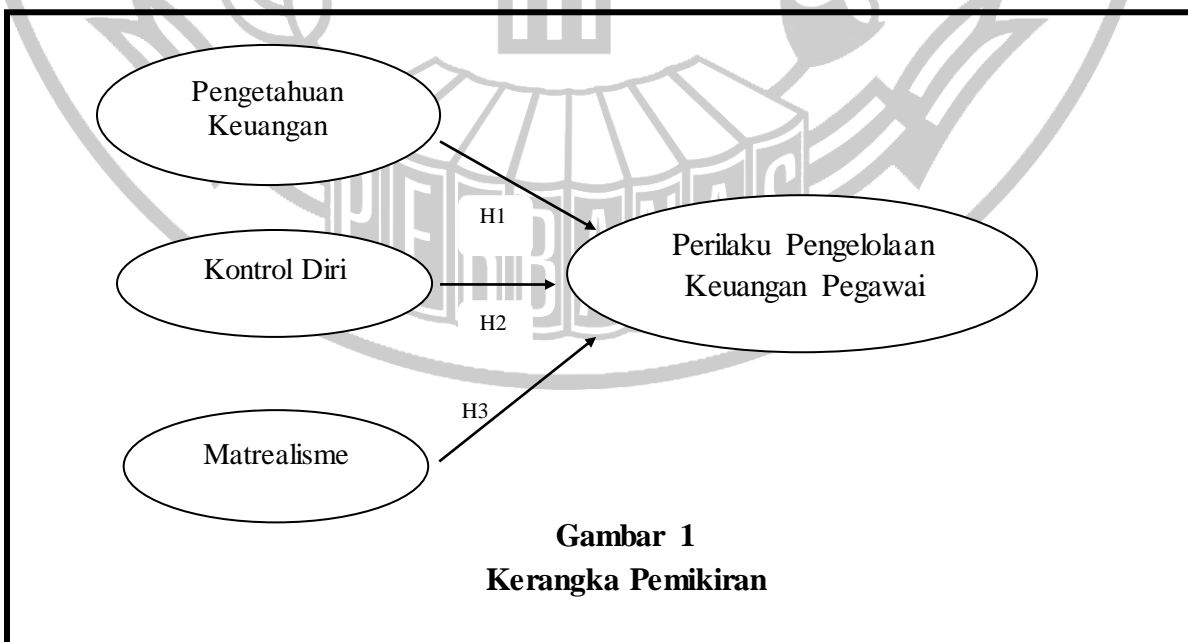 Pengetahuan
Keuangan
H1
Perilaku Pengelolaan
Keuangan Pegawai
Kontrol Diri
H2
H3
Matrealisme
Gambar 1
Kerangka Pemikiran